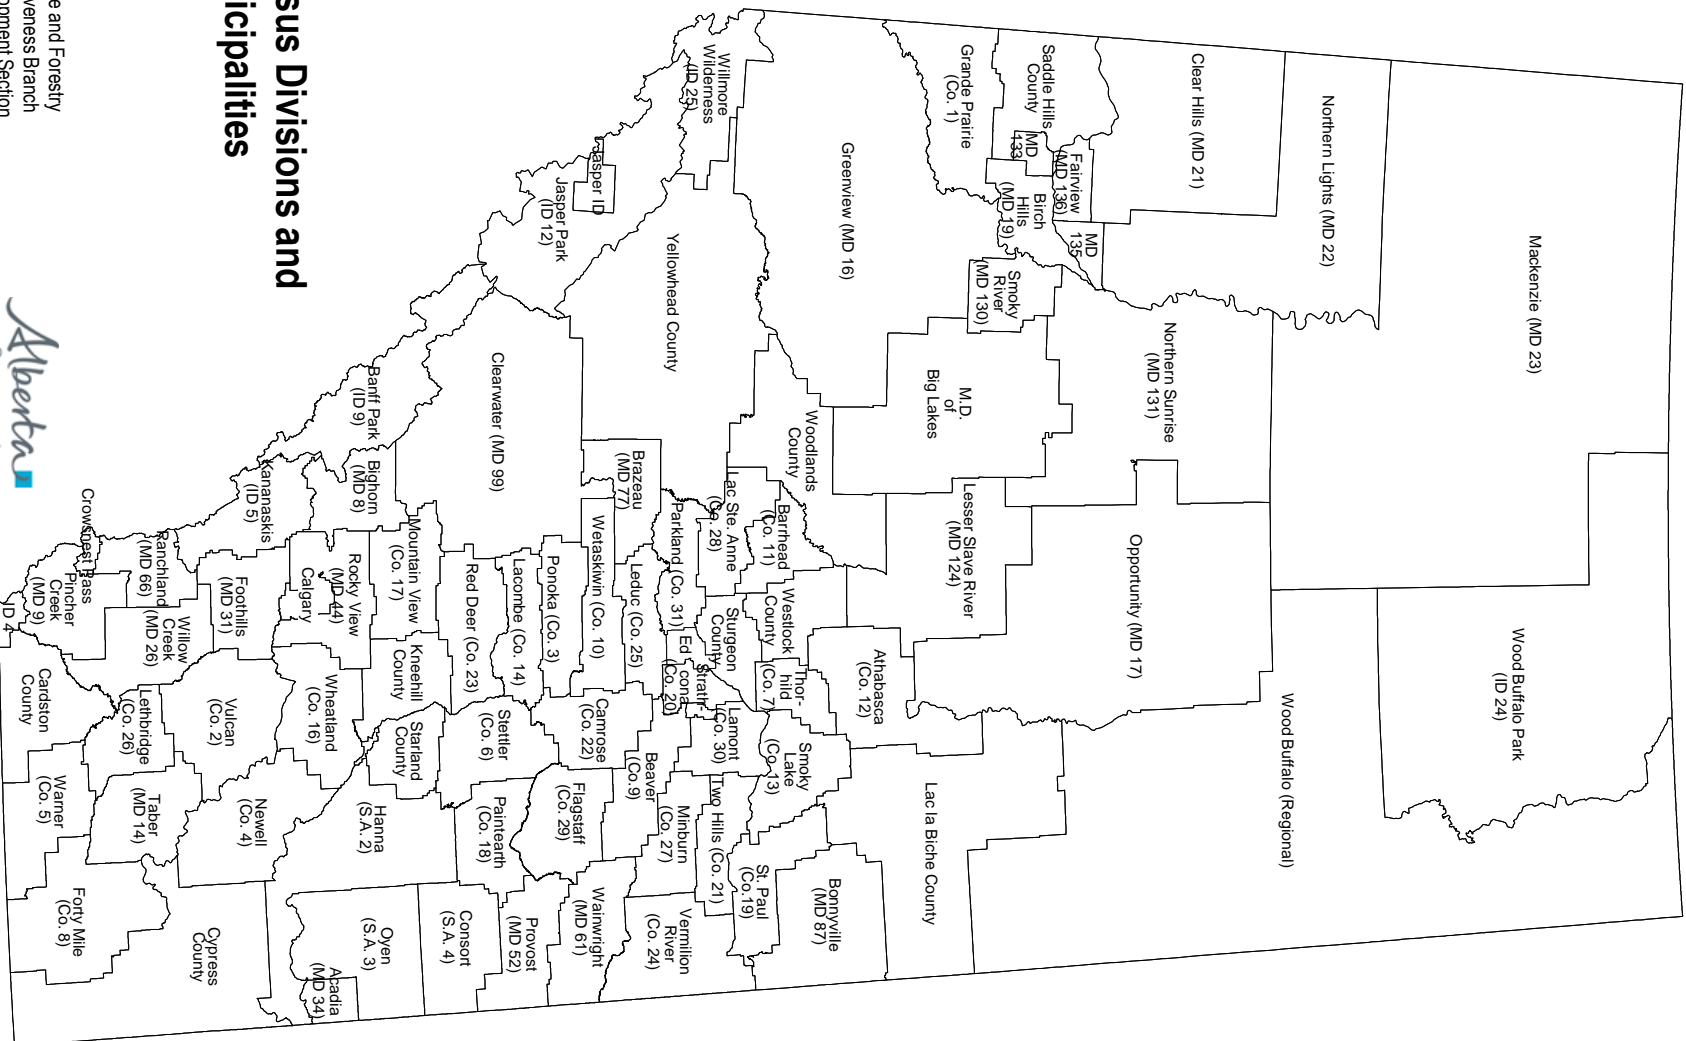 Mackenzie (MD 23)
Wood Buffalo Park
(ID 24)
Northern Lights (MD 22)
Wood Buffalo (Regional)
Clear Hills (MD 21)
Northern Sunrise
(MD 131)
Opportunity (MD 17)
Fairview
(MD 136)
MD
135
Saddle Hills
County
MD
133
Birch
Hills
(MD 19)
Smoky
River
(MD 130)
Grande Prairie
(Co. 1)
M.D.
of
Big Lakes
Lesser Slave River
(MD 124)
Lac la Biche County
Greenview (MD 16)
Athabasca
(Co. 12)
Woodlands
County
Bonnyville
(MD 87)
Barrhead
(Co. 11)
Westlock
County
Thor-
hild
(Co. 7)
Smoky
Lake
(Co. 13)
St. Paul
(Co.19)
Willmore
Wilderness
(ID 25)
Lac Ste. Anne
(Co. 28)
Sturgeon
County
Lamont
(Co. 30)
Two Hills (Co. 21)
Yellowhead County
Parkland (Co. 31)
Ed
Strath-
cona
(Co. 20)
Minburn
(Co. 27)
Vermilion
River
(Co. 24)
Brazeau
(MD 77)
Leduc (Co. 25)
Beaver
(Co.9)
Jasper ID
Jasper Park
(ID 12)
Wetaskiwin (Co. 10)
Camrose
(Co. 22)
Flagstaff
(Co. 29)
Wainwright
(MD 61)
Ponoka (Co. 3)
Lacombe (Co. 14)
Stettler
(Co. 6)
Paintearth
(Co. 18)
Provost
(MD 52)
Clearwater (MD 99)
Red Deer (Co. 23)
Consort
(S.A. 4)
Mountain View
(Co. 17)
Kneehill
County
Starland
County
Hanna
(S.A. 2)
Oyen
(S.A. 3)
Acadia
(MD 34)
Banff Park
(ID 9)
Bighorn
(MD 8)
Rocky View
(MD 44)
Calgary
Wheatland
(Co. 16)
Kananaskis
(ID 5)
Foothills
(MD 31)
Vulcan
(Co. 2)
Newell
(Co. 4)
Cypress
County
Ranchland
(MD 66)
Willow
Creek
(MD 26)
Lethbridge
(Co. 26)
Taber
(MD 14)
Crowsnest Pass
Pincher
Creek
(MD 9)
Forty Mile
(Co. 8)
ID 4
Cardston
County
Warner
(Co. 5)
sus Divisions and
icipalities
e and Forestry
veness Branch
opment Section
Alberta